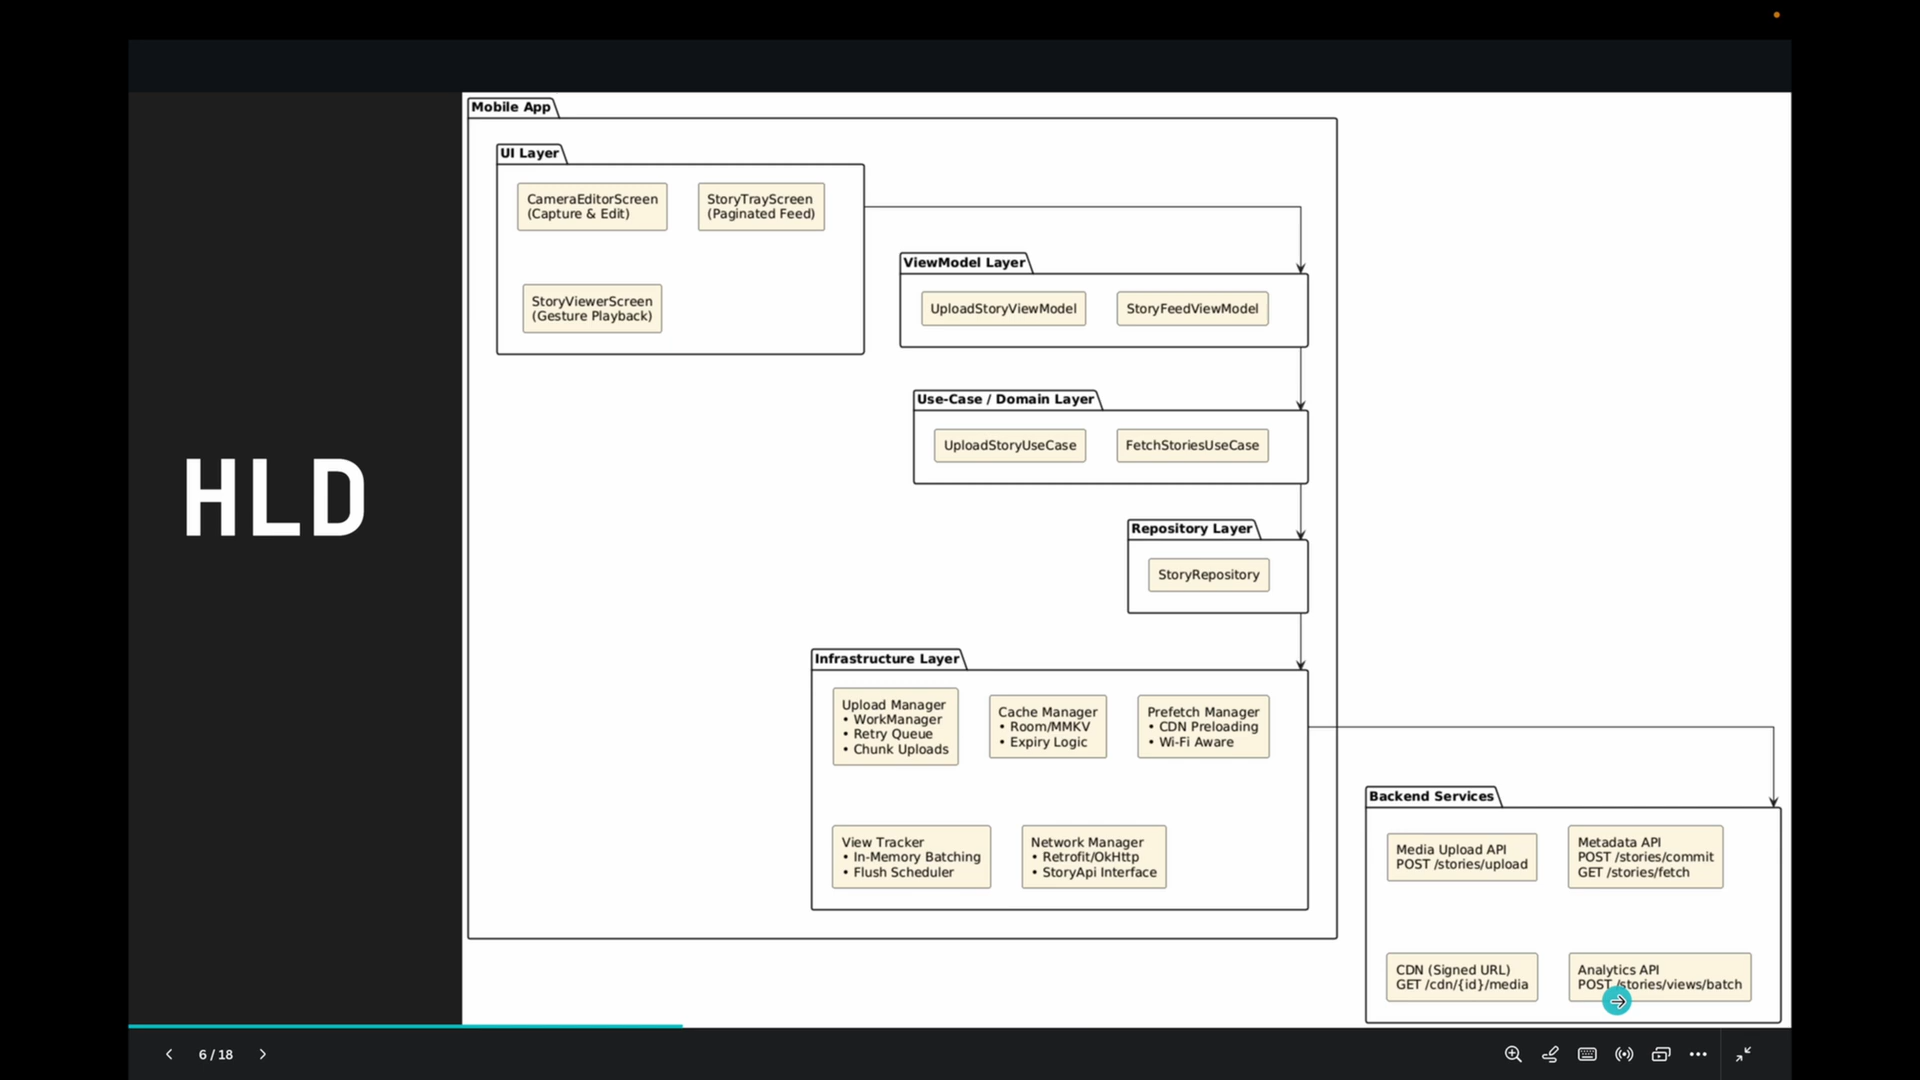 HLD
Mobile App
UI Layer
CameraEditorScreen
(Capture & Edit)
StoryTrayScreen
(Paginated Feed)
StoryViewerScreen
(Gesture Playback)
ViewModel Layer
UploadStoryViewModel
StoryFeedViewModel
Use-Case / Domain Layer
UploadStoryUseCase
FetchStoriesUseCase
Repository Layer
StoryRepository
Infrastructure Layer
Upload Manager
• WorkManager
• Retry Queue
• Chunk Uploads
Cache Manager
• Room/MMKV
• Expiry Logic
Prefetch Manager
• CDN Preloading
• Wi-Fi Aware
View Tracker
• In-Memory Batching
• Flush Scheduler
Network Manager
• Retrofit/OkHttp
• StoryApi Interface
Backend Services
Media Upload API
POST /stories/upload
Metadata API
POST /stories/commit
GET /stories/fetch
CDN (Signed URL)
GET /cdn/{id}/media
Analytics API
POST /stories/views/batch
6 / 18